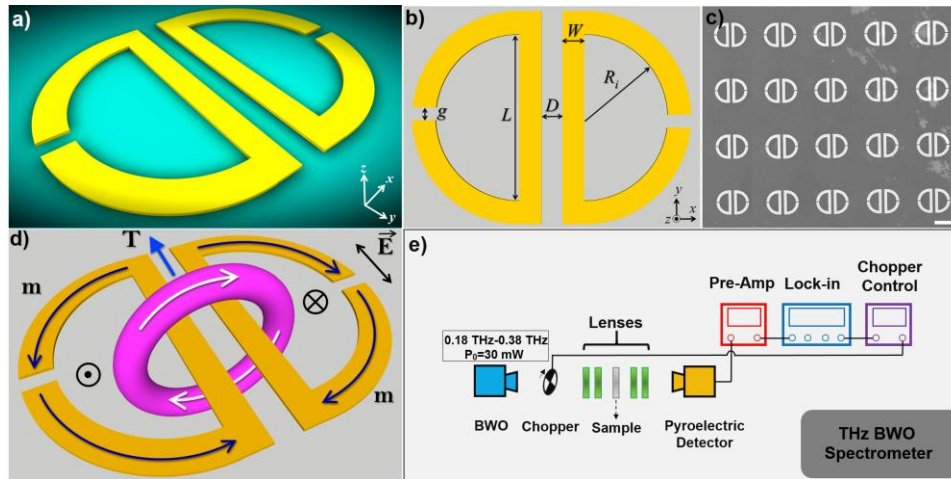 a)
z
x
y
b)
W
R_i
g
L
D
y
z
x
c)
d)
T
E
m
m
e)
Pre-Amp
Lock-in
Chopper
Control
Lenses
0.18 THz-0.38 THz
P₀=30 mW
BWO
Chopper
Sample
Pyroelectric
Detector
THz BWO
Spectrometer